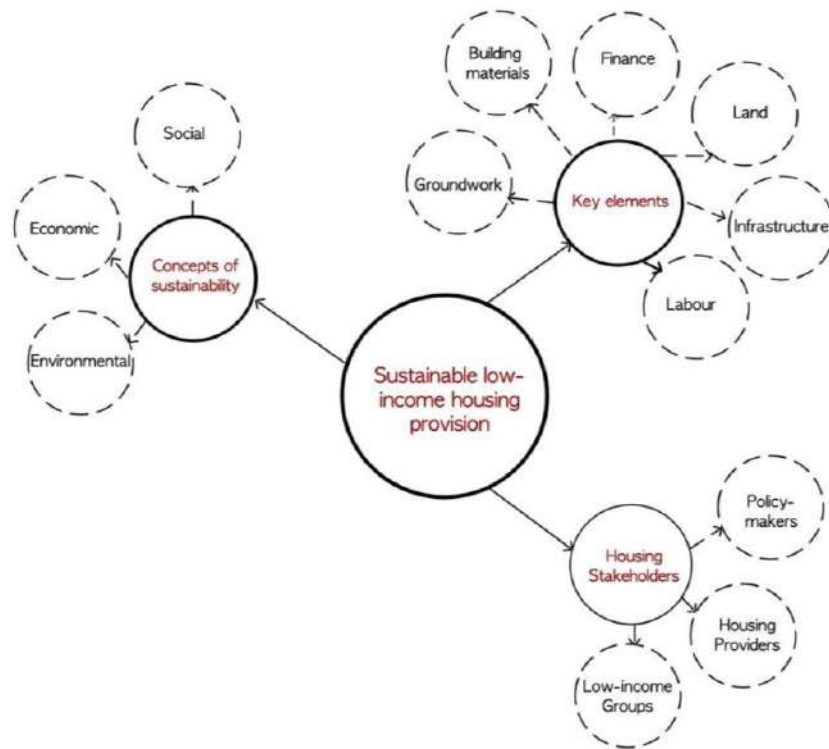 Building
materials
Finance
Land
Social
Groundwork
Key elements
Economic
Infrastructure
Concepts of
sustainability
Labour
Environmental
Sustainable low-
income housing
provision
Policy-
makers
Housing
Stakeholders
Housing
Providers
Low-income
Groups